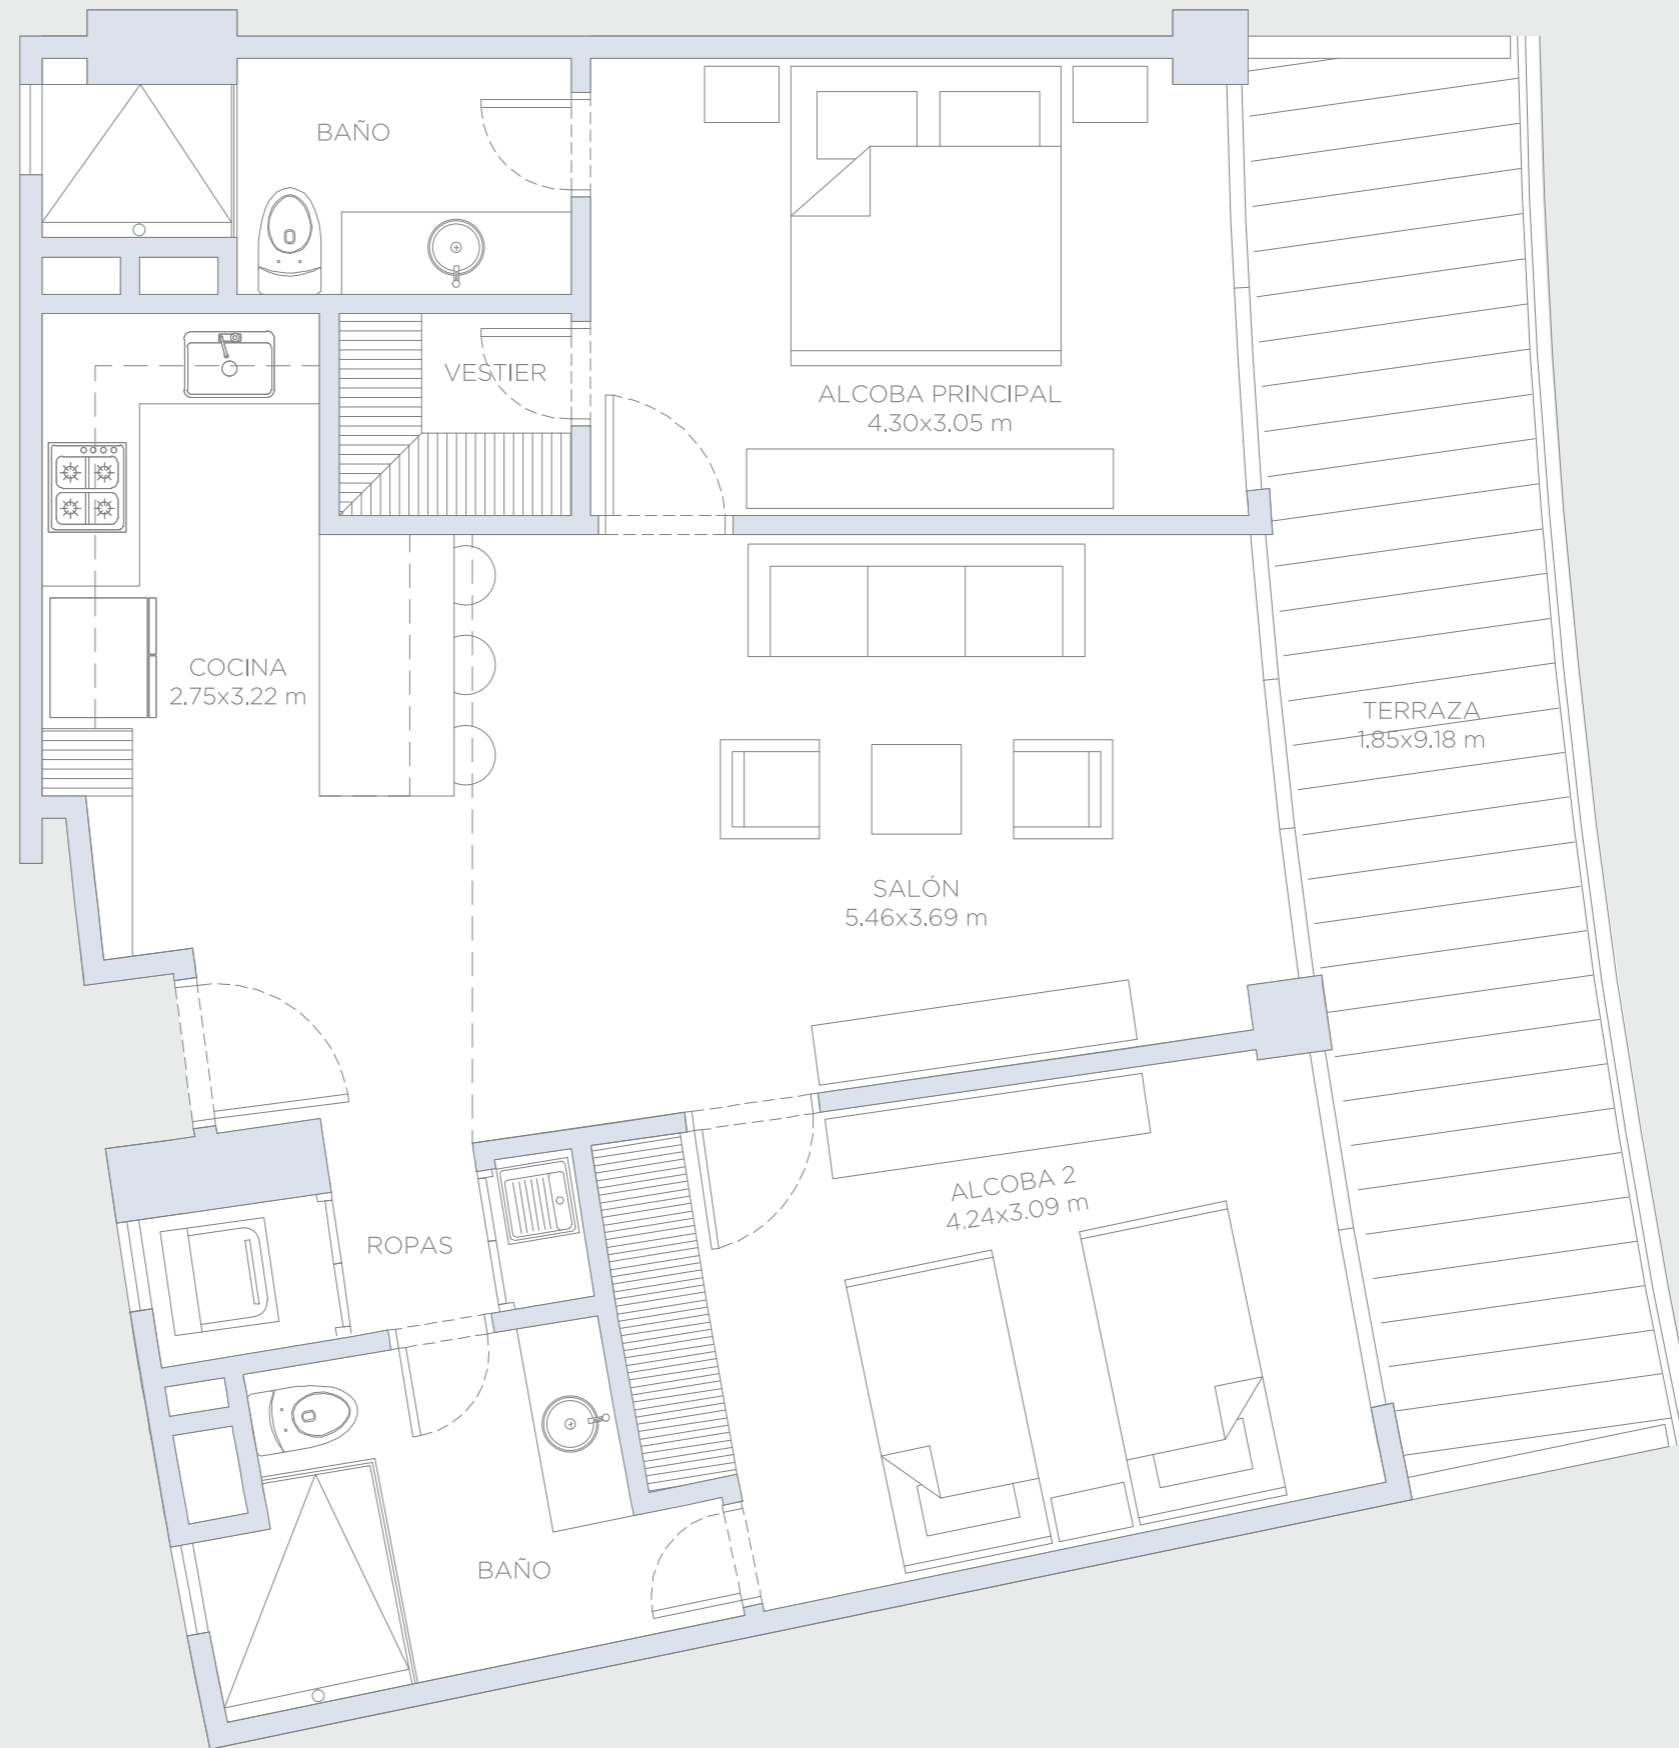 BAÑO
VESTIER
ALCOBA PRINCIPAL
4.30x3.05 m
COCINA
2.75x3.22 m
TERRAZA
1.85x9.18 m
SALÓN
5.46x3.69 m
ALCOBA 2
4.24x3.09 m
ROPAS
BAÑO